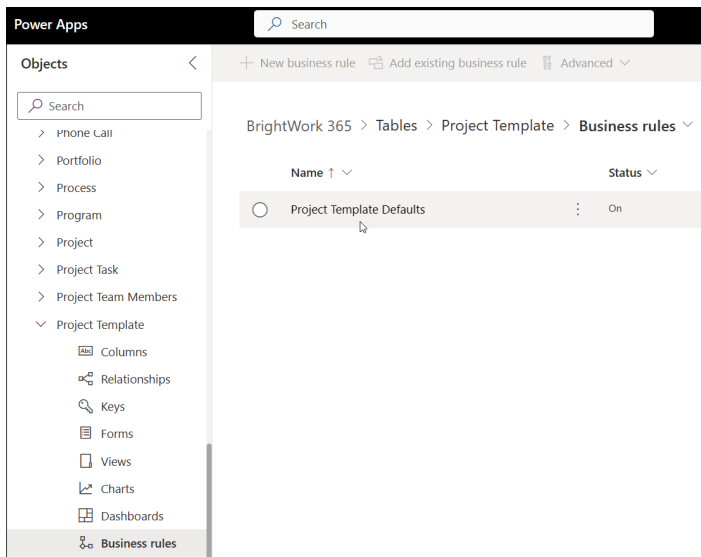 Power Apps
Search
Objects
New business rule
Add existing business rule
Advanced
Search
Phone Call
Portfolio
Process
Program
Project
Project Task
Project Team Members
Project Template
Abc Columns
Relationships
Keys
Forms
Views
Charts
Dashboards
Business rules
BrightWork 365 > Tables > Project Template > Business rules
Name ↑ Status
Project Template Defaults On